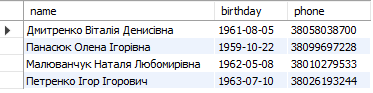 name birthday phone
Дмитренко Віталія Денисівна 1961-08-05 38058038700
Панасюк Олена Ігорівна 1959-10-22 38099697228
Малюванчук Наталя Любомирівна 1962-05-08 38010279533
Петренко Ігор Ігорович 1963-07-10 38026193244